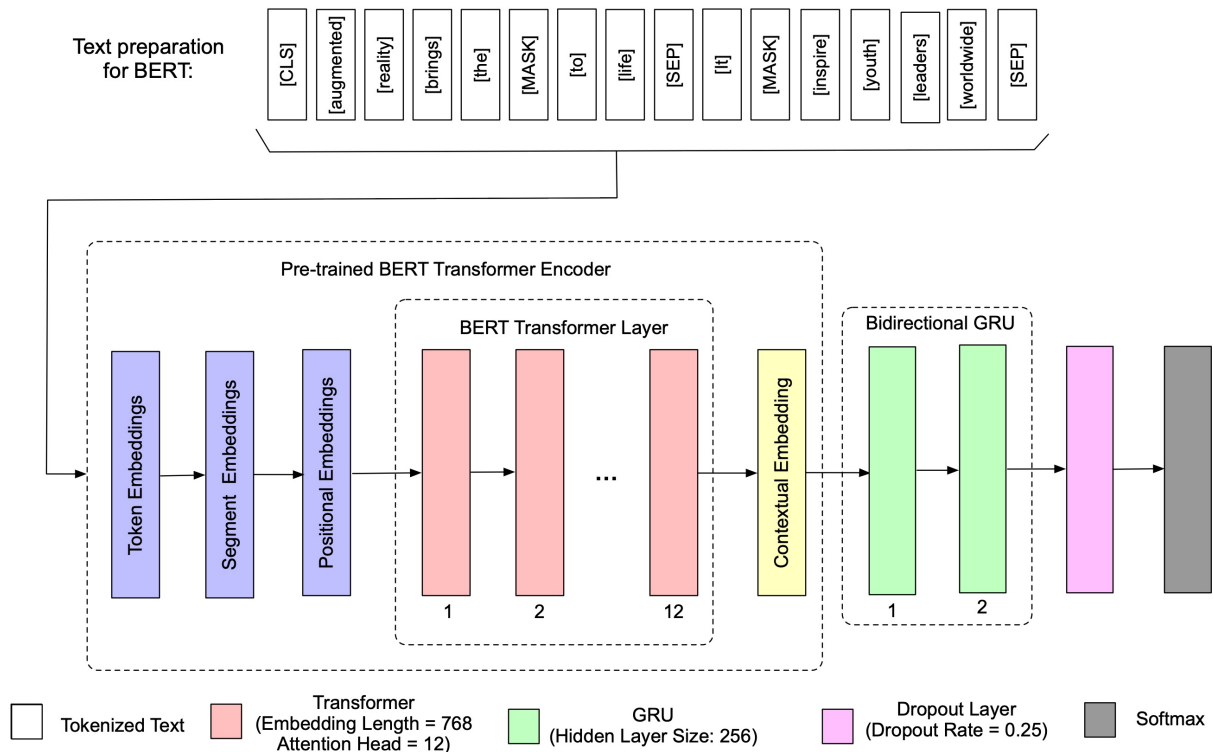 Text preparation
for BERT:
[CLS]
[augmented]
[reality]
[brings]
[the]
[MASK]
[to]
[life]
[SEP]
[It]
[MASK]
[inspire]
[youth]
[leaders]
[worldwide]
[SEP]
Pre-trained BERT Transformer Encoder
BERT Transformer Layer
Bidirectional GRU
Token Embeddings
Segment Embeddings
Positional Embeddings
...
Contextual Embedding
1
2
12
1
2
Tokenized Text
Transformer
(Embedding Length = 768
Attention Head = 12)
GRU
(Hidden Layer Size: 256)
Dropout Layer
(Dropout Rate = 0.25)
Softmax